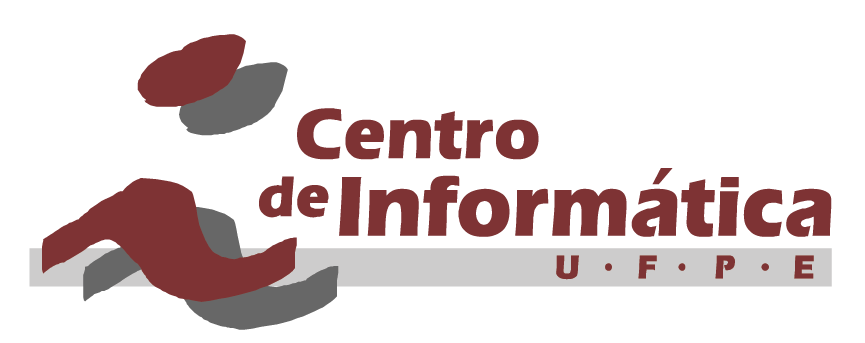 Centro
de Informática
U · F · P · E